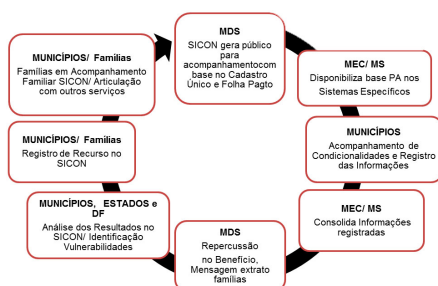 MDS
SICON gera público
para
acompanhamentocom
base no Cadastro
Único e Folha Pagto
MEC/ MS
Disponibiliza base PA nos
Sistemas Específicos
MUNICÍPIOS
Acompanhamento de
Condicionalidades e Registro
das Informações
MEC/ MS
Consolida Informações
registradas
MDS
Repercussão
no Benefício,
Mensagem extrato
famílias
MUNICÍPIOS, ESTADOS e
DF
Análise dos Resultados no
SICON/ Identificação
Vulnerabilidades
MUNICÍPIOS/ Famílias
Registro de Recurso no
SICON
MUNICÍPIOS/ Famílias
Famílias em Acompanhamento
Familiar SICON/ Articulação
com outros serviços